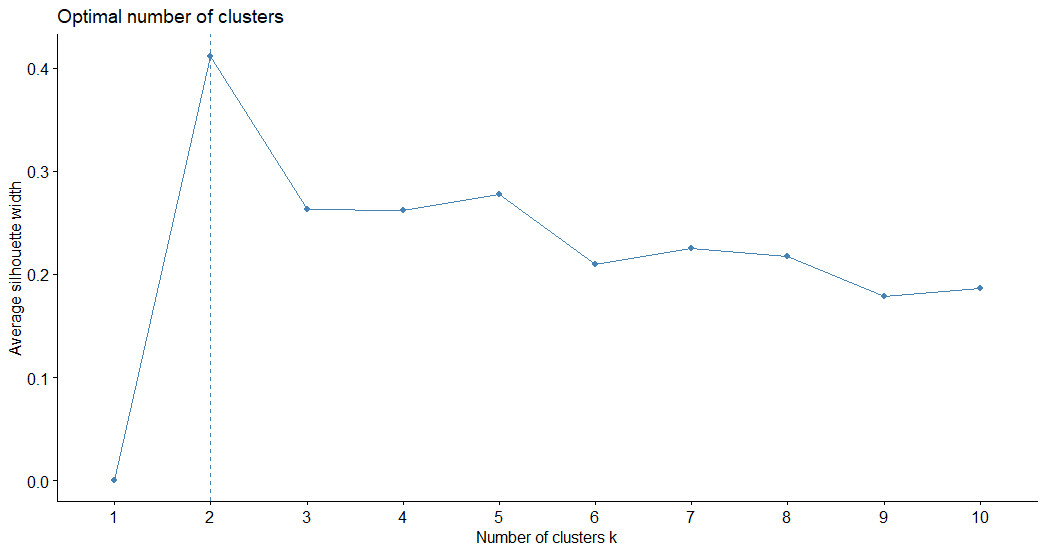 Optimal number of clusters
Average silhouette width
0.4
0.3
0.2
0.1
0.0
1 2 3 4 5 6 7 8 9 10
Number of clusters k